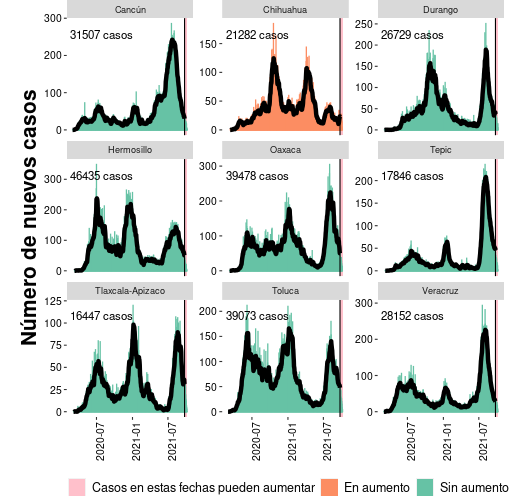 Número de nuevos casos
Cancún
Chihuahua
Durango
300
200
100
0
31507 casos
150
100
50
0
21282 casos
250
200
150
100
50
0
26729 casos
Hermosillo
Oaxaca
Tepic
300
200
100
0
46435 casos
300
200
100
0
39478 casos
200
150
100
50
0
17846 casos
Tlaxcala-Apizaco
Toluca
Veracruz
125
100
75
50
25
0
16447 casos
200
150
100
50
0
39073 casos
300
200
100
0
28152 casos
2020-07
2021-01
2021-07
2020-07
2021-01
2021-07
2020-07
2021-01
2021-07
Casos en estas fechas pueden aumentar
En aumento
Sin aumento